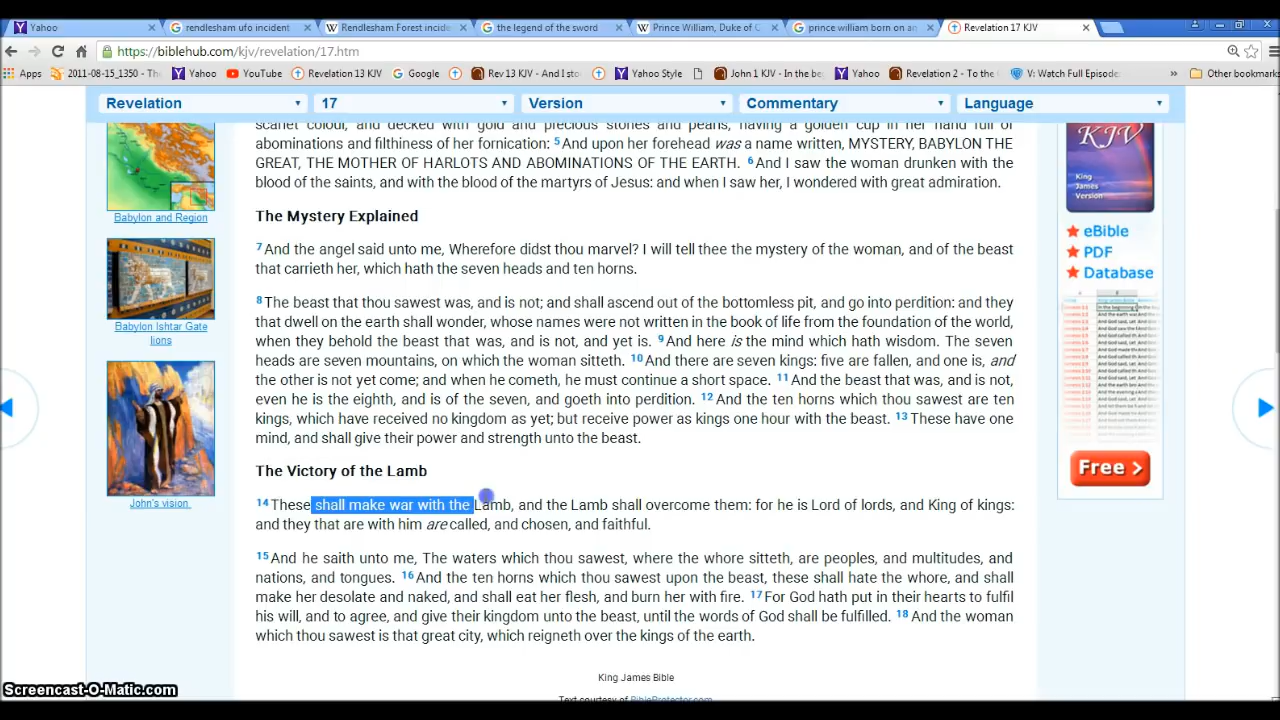 Yahoo
rendlesham ufo incident
Rendlesham Forest incide
the legend of the sword
Prince William, Duke of C
prince william born on an
Revelation 17 KJV
https://biblehub.com/kjv/revelation/17.htm
Apps
2011-08-15_1350 - Th
Yahoo
YouTube
Revelation 13 KJV
Google
Rev 13 KJV - And I sto
Yahoo Style
John 1 KJV - In the be
Yahoo
Revelation 2 - To the
V: Watch Full Episode
»
Other bookmark
Revelation
17
Version
Commentary
Language
scarlet colour, and decked with gold and precious stones and pearls, having a golden cup in her hand full of
abominations and filthiness of her fornication: 5 And upon her forehead was a name written, MYSTERY, BABYLON THE
GREAT, THE MOTHER OF HARLOTS AND ABOMINATIONS OF THE EARTH. 6 And I saw the woman drunken with the
blood of the saints, and with the blood of the martyrs of Jesus: and when I saw her, I wondered with great admiration.
The Mystery Explained
7 And the angel said unto me, Wherefore didst thou marvel? I will tell thee the mystery of the woman, and of the beast
that carrieth her, which hath the seven heads and ten horns.
8 The beast that thou sawest was, and is not; and shall ascend out of the bottomless pit, and go into perdition: and they
that dwell on the earth shall wonder, whose names were not written in the book of life from the foundation of the world,
when they behold the beast that was, and is not, and yet is. 9 And here is the mind which hath wisdom. The seven
heads are seven mountains, on which the woman sitteth. 10 And there are seven kings: five are fallen, and one is, and
the other is not yet come; and when he cometh, he must continue a short space. 11 And the beast that was, and is not,
even he is the eighth, and is of the seven, and goeth into perdition. 12 And the ten horns which thou sawest are ten
kings, which have received no kingdom as yet; but receive power as kings one hour with the beast. 13 These have one
mind, and shall give their power and strength unto the beast.
The Victory of the Lamb
14 These shall make war with the Lamb, and the Lamb shall overcome them: for he is Lord of lords, and King of kings:
and they that are with him are called, and chosen, and faithful.
15 And he saith unto me, The waters which thou sawest, where the whore sitteth, are peoples, and multitudes, and
nations, and tongues. 16 And the ten horns which thou sawest upon the beast, these shall hate the whore, and shall
make her desolate and naked, and shall eat her flesh, and burn her with fire. 17 For God hath put in their hearts to fulfil
his will, and to agree, and give their kingdom unto the beast, until the words of God shall be fulfilled. 18 And the woman
which thou sawest is that great city, which reigneth over the kings of the earth.
King James Bible
Text courtesy of BibleProtector.com
Babylon and Region
Babylon Ishtar Gate
lions
John's vision
KJV
King
James
Version
eBible
PDF
Database
Free >
Screencast-O-Matic.com